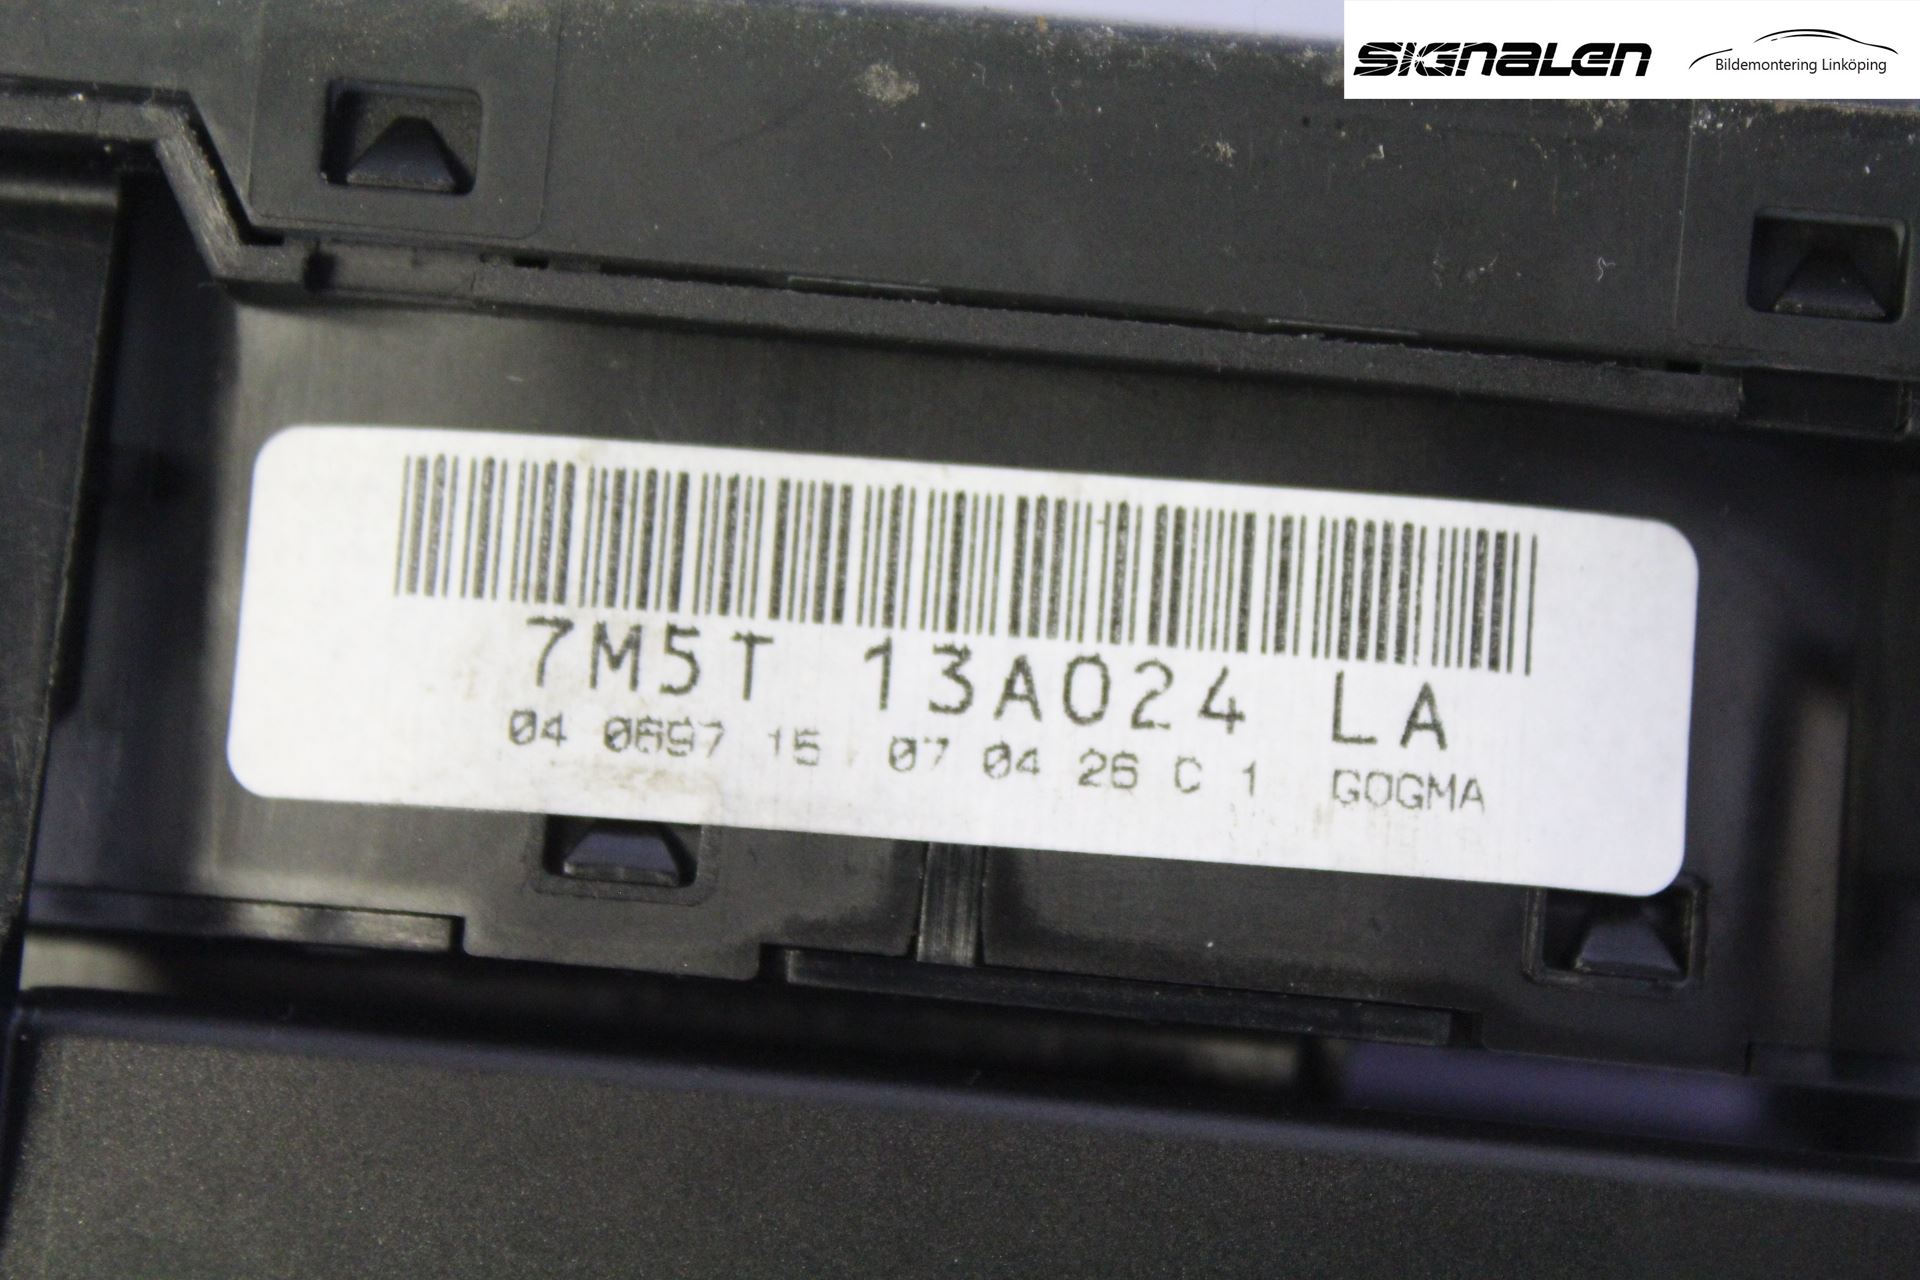 SIGNALEN
Bildemontering Linköping
7M5T 13A024 LA
04 0697 15 07 04 26 C 1 GOGMA